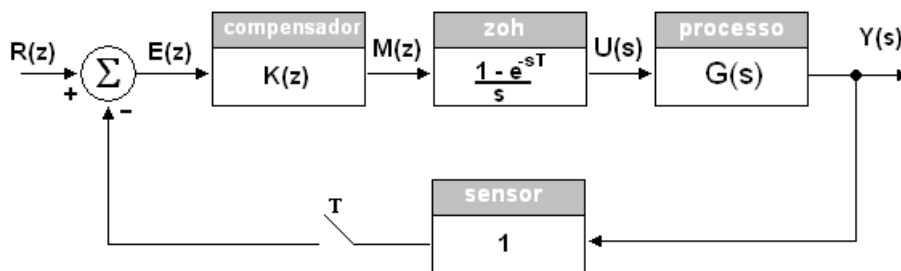 compensador
zoh
processo
R(z)
Σ
E(z)
K(z)
M(z)
1 - e^-sT
s
U(s)
G(s)
Y(s)
+
−
sensor
T
1